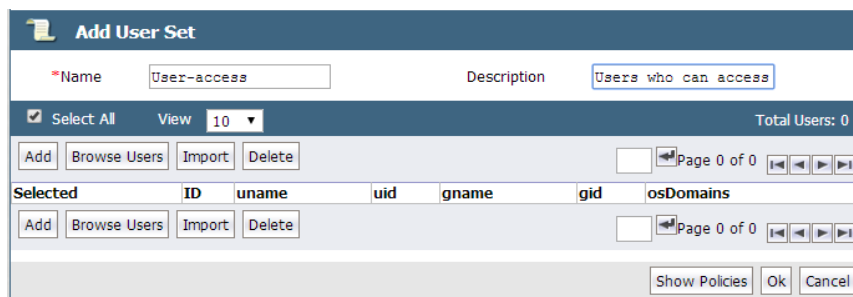 Add User Set
*Name User-access Description Users who can access
Select All View 10 Total Users: 0
Add Browse Users Import Delete Page 0 of 0
Selected ID uname uid gname gid osDomains
Add Browse Users Import Delete Page 0 of 0
Show Policies Ok Cancel